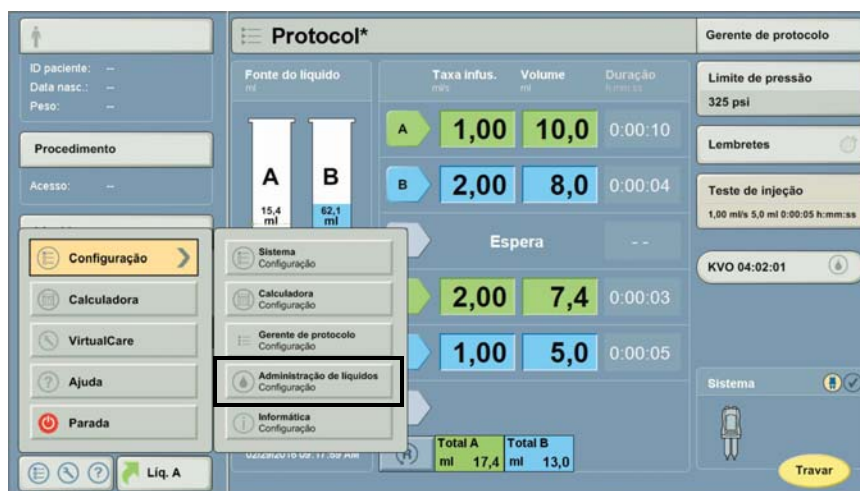 Protocol*
Gerente de protocolo
ID paciente: --
Data nasc.: --
Peso: --
Procedimento
Acesso: --
Fonte do líquido
ml
A
15,4
ml
B
62,1
ml
Taxa infus.
ml/s
Volume
ml
Duração
h:mm:ss
A 1,00 10,0 0:00:10
B 2,00 8,0 0:00:04
Espera --
2,00 7,4 0:00:03
1,00 5,0 0:00:05
Total A
ml 17,4
Total B
ml 13,0
Limite de pressão
325 psi
Lembretes
Teste de injeção
1,00 ml/s 5,0 ml 0:00:05 h:mm:ss
KVO 04:02:01
Sistema
Travar
Configuração
Calculadora
VirtualCare
Ajuda
Parada
Sistema
Configuração
Calculadora
Configuração
Gerente de protocolo
Configuração
Administração de líquidos
Configuração
Informática
Configuração
Líq. A